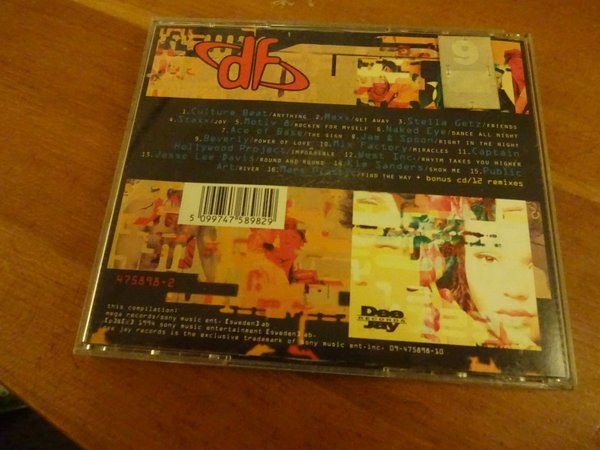 df
9
1.Culture Beat/ANYTHING 2.Maxx/GET AWAY 3.Stella Getz/FRIENDS
4.Staxx/JOY 5.Motiv 8/ROCKIN FOR MYSELF 6.Naked Eye/DANCE ALL NIGHT
7.Ace of Base/THE SIGN 8.Jam & Spoon/RIGHT IN THE NIGHT
9.Beverly/POWER OF LOVE 10.Mix Factory/MIRACLES 11.Captain
Hollywood Project/IMPOSSIBLE 12.West Inc./RHYTM TAKES YOU HIGHER
13.Jesse Lee Davis/ROUND AND ROUND 14.Xie Sanders/SHOW ME 15.Public
Art/RIVER 16.Marc Plastic/FIND THE WAY + bonus cd/12 remixes
5 099747 589829
475898-2
Dee
RECORDS
Jay
this compilation:
mega records/sony music ent. [sweden] ab
[p]&[c] 1994 sony music entertainment [sweden] ab.
dee jay records is the exclusive trademark of sony music ent.inc. 09-475898-10